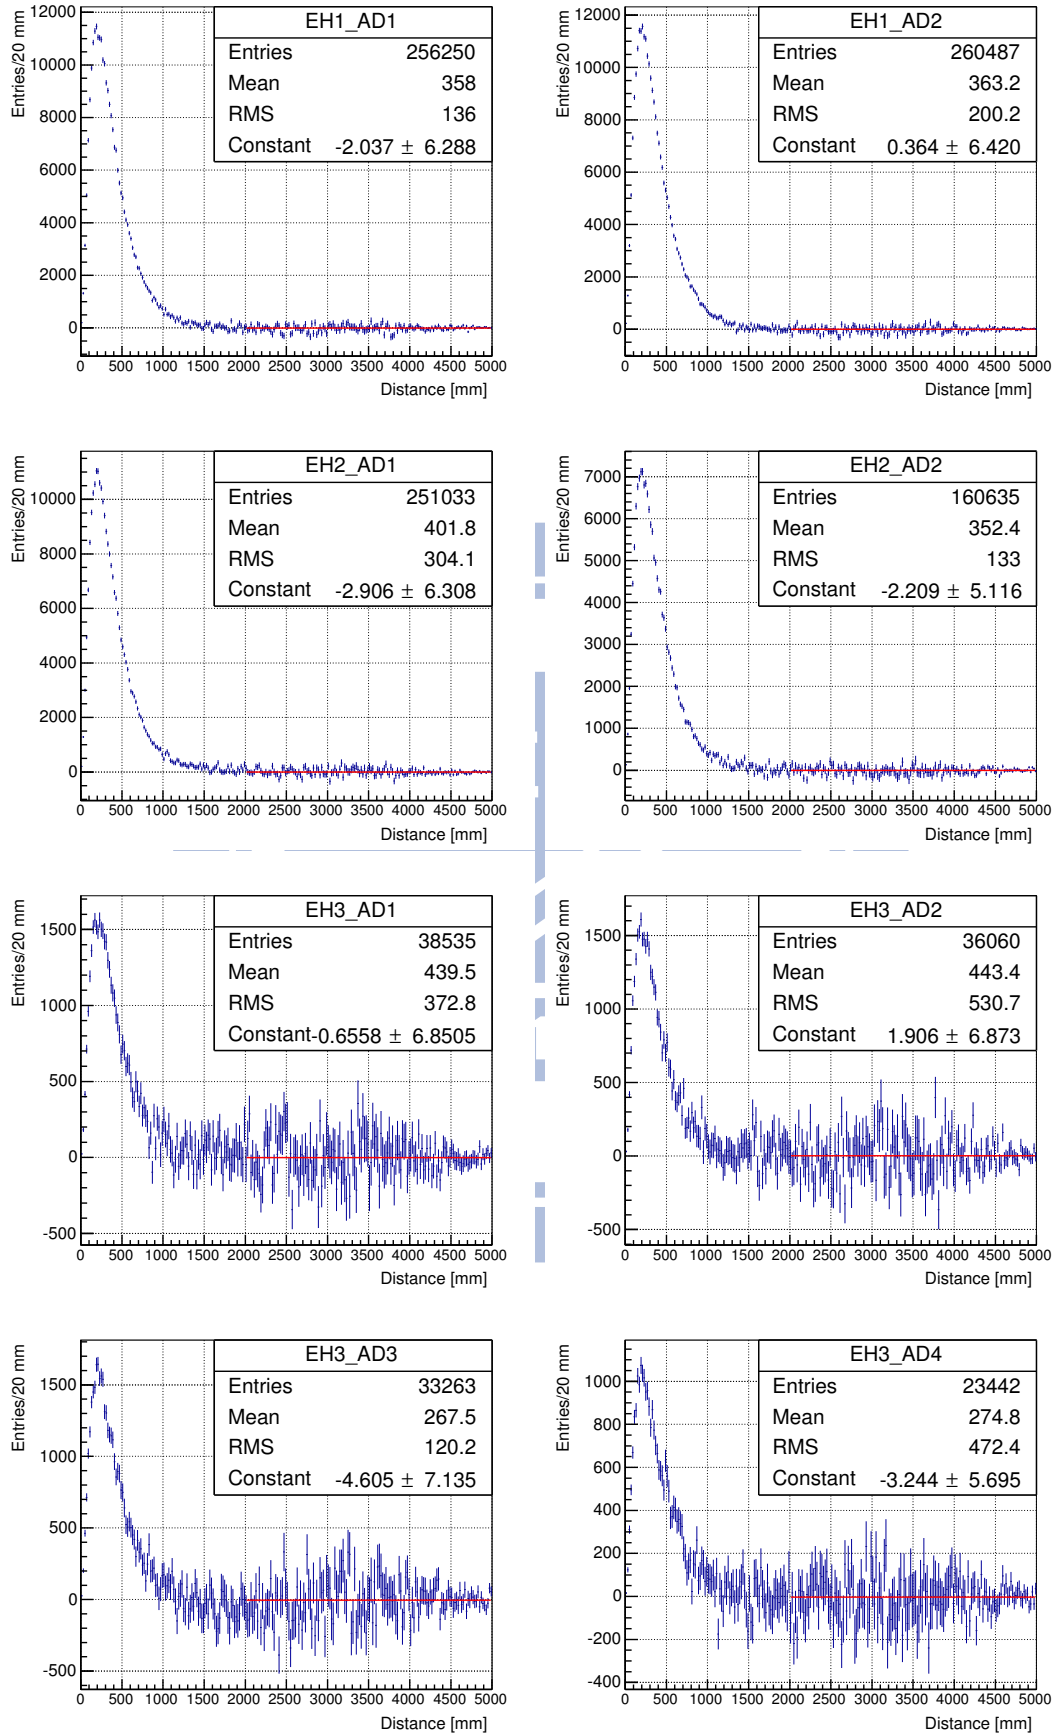 EH1_AD1
Entries 256250
Mean 358
RMS 136
Constant -2.037 ± 6.288
Entries/20 mm
12000
10000
8000
6000
4000
2000
0
0 500 1000 1500 2000 2500 3000 3500 4000 4500 5000
Distance [mm]
EH1_AD2
Entries 260487
Mean 363.2
RMS 200.2
Constant 0.364 ± 6.420
Entries/20 mm
12000
10000
8000
6000
4000
2000
0
0 500 1000 1500 2000 2500 3000 3500 4000 4500 5000
Distance [mm]
EH2_AD1
Entries 251033
Mean 401.8
RMS 304.1
Constant -2.906 ± 6.308
Entries/20 mm
10000
8000
6000
4000
2000
0
0 500 1000 1500 2000 2500 3000 3500 4000 4500 5000
Distance [mm]
EH2_AD2
Entries 160635
Mean 352.4
RMS 133
Constant -2.209 ± 5.116
Entries/20 mm
7000
6000
5000
4000
3000
2000
1000
0
0 500 1000 1500 2000 2500 3000 3500 4000 4500 5000
Distance [mm]
EH3_AD1
Entries 38535
Mean 439.5
RMS 372.8
Constant -0.6558 ± 6.8505
Entries/20 mm
1500
1000
500
0
-500
0 500 1000 1500 2000 2500 3000 3500 4000 4500 5000
Distance [mm]
EH3_AD2
Entries 36060
Mean 443.4
RMS 530.7
Constant 1.906 ± 6.873
Entries/20 mm
1500
1000
500
0
-500
0 500 1000 1500 2000 2500 3000 3500 4000 4500 5000
Distance [mm]
EH3_AD3
Entries 33263
Mean 267.5
RMS 120.2
Constant -4.605 ± 7.135
Entries/20 mm
1500
1000
500
0
-500
0 500 1000 1500 2000 2500 3000 3500 4000 4500 5000
Distance [mm]
EH3_AD4
Entries 23442
Mean 274.8
RMS 472.4
Constant -3.244 ± 5.695
Entries/20 mm
1000
800
600
400
200
0
-200
-400
0 500 1000 1500 2000 2500 3000 3500 4000 4500 5000
Distance [mm]